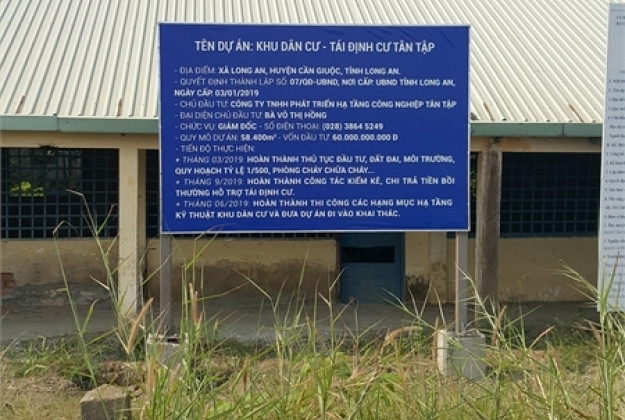 TÊN DỰ ÁN: KHU DÂN CƯ - TÁI ĐỊNH CƯ TÂN TẬP
- ĐỊA ĐIỂM: XÃ LONG AN, HUYỆN CẦN GIUỘC, TỈNH LONG AN.
- QUYẾT ĐỊNH THÀNH LẬP SỐ: 07/QĐ-UBND, NƠI CẤP: UBND TỈNH LONG AN,
NGÀY CẤP: 03/01/2019
- CHỦ ĐẦU TƯ: CÔNG TY TNHH PHÁT TRIỂN HẠ TẦNG CÔNG NGHIỆP TÂN TẬP
- ĐẠI DIỆN CHỦ ĐẦU TƯ: BÀ VÕ THỊ HỒNG
- CHỨC VỤ: GIÁM ĐỐC - SỐ ĐIỆN THOẠI: (028) 3864 5249
- QUY MÔ DỰ ÁN: 58.400m² - VỐN ĐẦU TƯ: 60.000.000.000 Đ
- TIẾN ĐỘ THỰC HIỆN:
+ THÁNG 03/2019: HOÀN THÀNH THỦ TỤC ĐẦU TƯ, ĐẤT ĐAI, MÔI TRƯỜNG,
QUY HOẠCH TỶ LỆ 1/500, PHÒNG CHÁY CHỮA CHÁY...
+ THÁNG 9/2019: HOÀN THÀNH CÔNG TÁC KIỂM KÊ, CHI TRẢ TIỀN BỒI
THƯỜNG HỖ TRỢ TÁI ĐỊNH CƯ.
+ THÁNG 06/2019: HOÀN THÀNH THI CÔNG CÁC HẠNG MỤC HẠ TẦNG
KỸ THUẬT KHU DÂN CƯ VÀ ĐƯA DỰ ÁN ĐI VÀO KHAI THÁC.